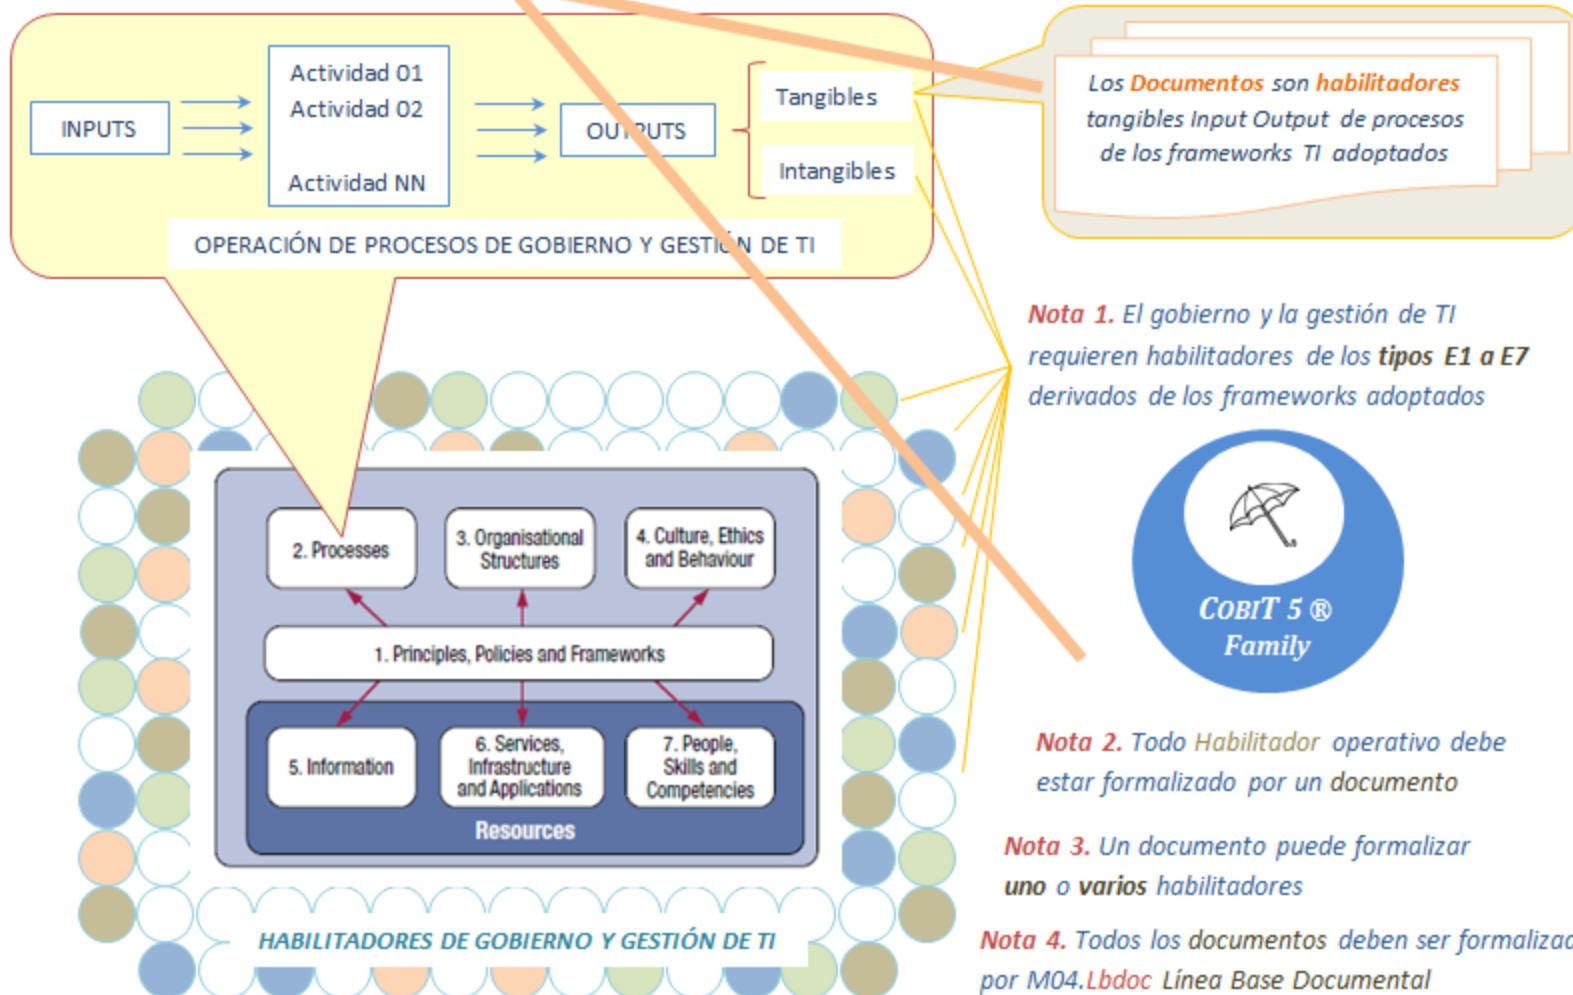 INPUTS
Actividad 01
Actividad 02
Actividad NN
OUTPUTS
Tangibles
Intangibles
OPERACIÓN DE PROCESOS DE GOBIERNO Y GESTIÓN DE TI
Los Documentos son habilitadores
tangibles Input Output de procesos
de los frameworks TI adoptados
Nota 1. El gobierno y la gestión de TI
requieren habilitadores de los tipos E1 a E7
derivados de los frameworks adoptados
COBIT 5 ®
Family
2. Processes
3. Organisational
Structures
4. Culture, Ethics
and Behaviour
1. Principles, Policies and Frameworks
5. Information
6. Services,
Infrastructure
and Applications
7. People,
Skills and
Competencies
Resources
HABILITADORES DE GOBIERNO Y GESTIÓN DE TI
Nota 2. Todo Habilitador operativo debe
estar formalizado por un documento
Nota 3. Un documento puede formalizar
uno o varios habilitadores
Nota 4. Todos los documentos deben ser formalizad
por M04.Lbdoc Línea Base Documental